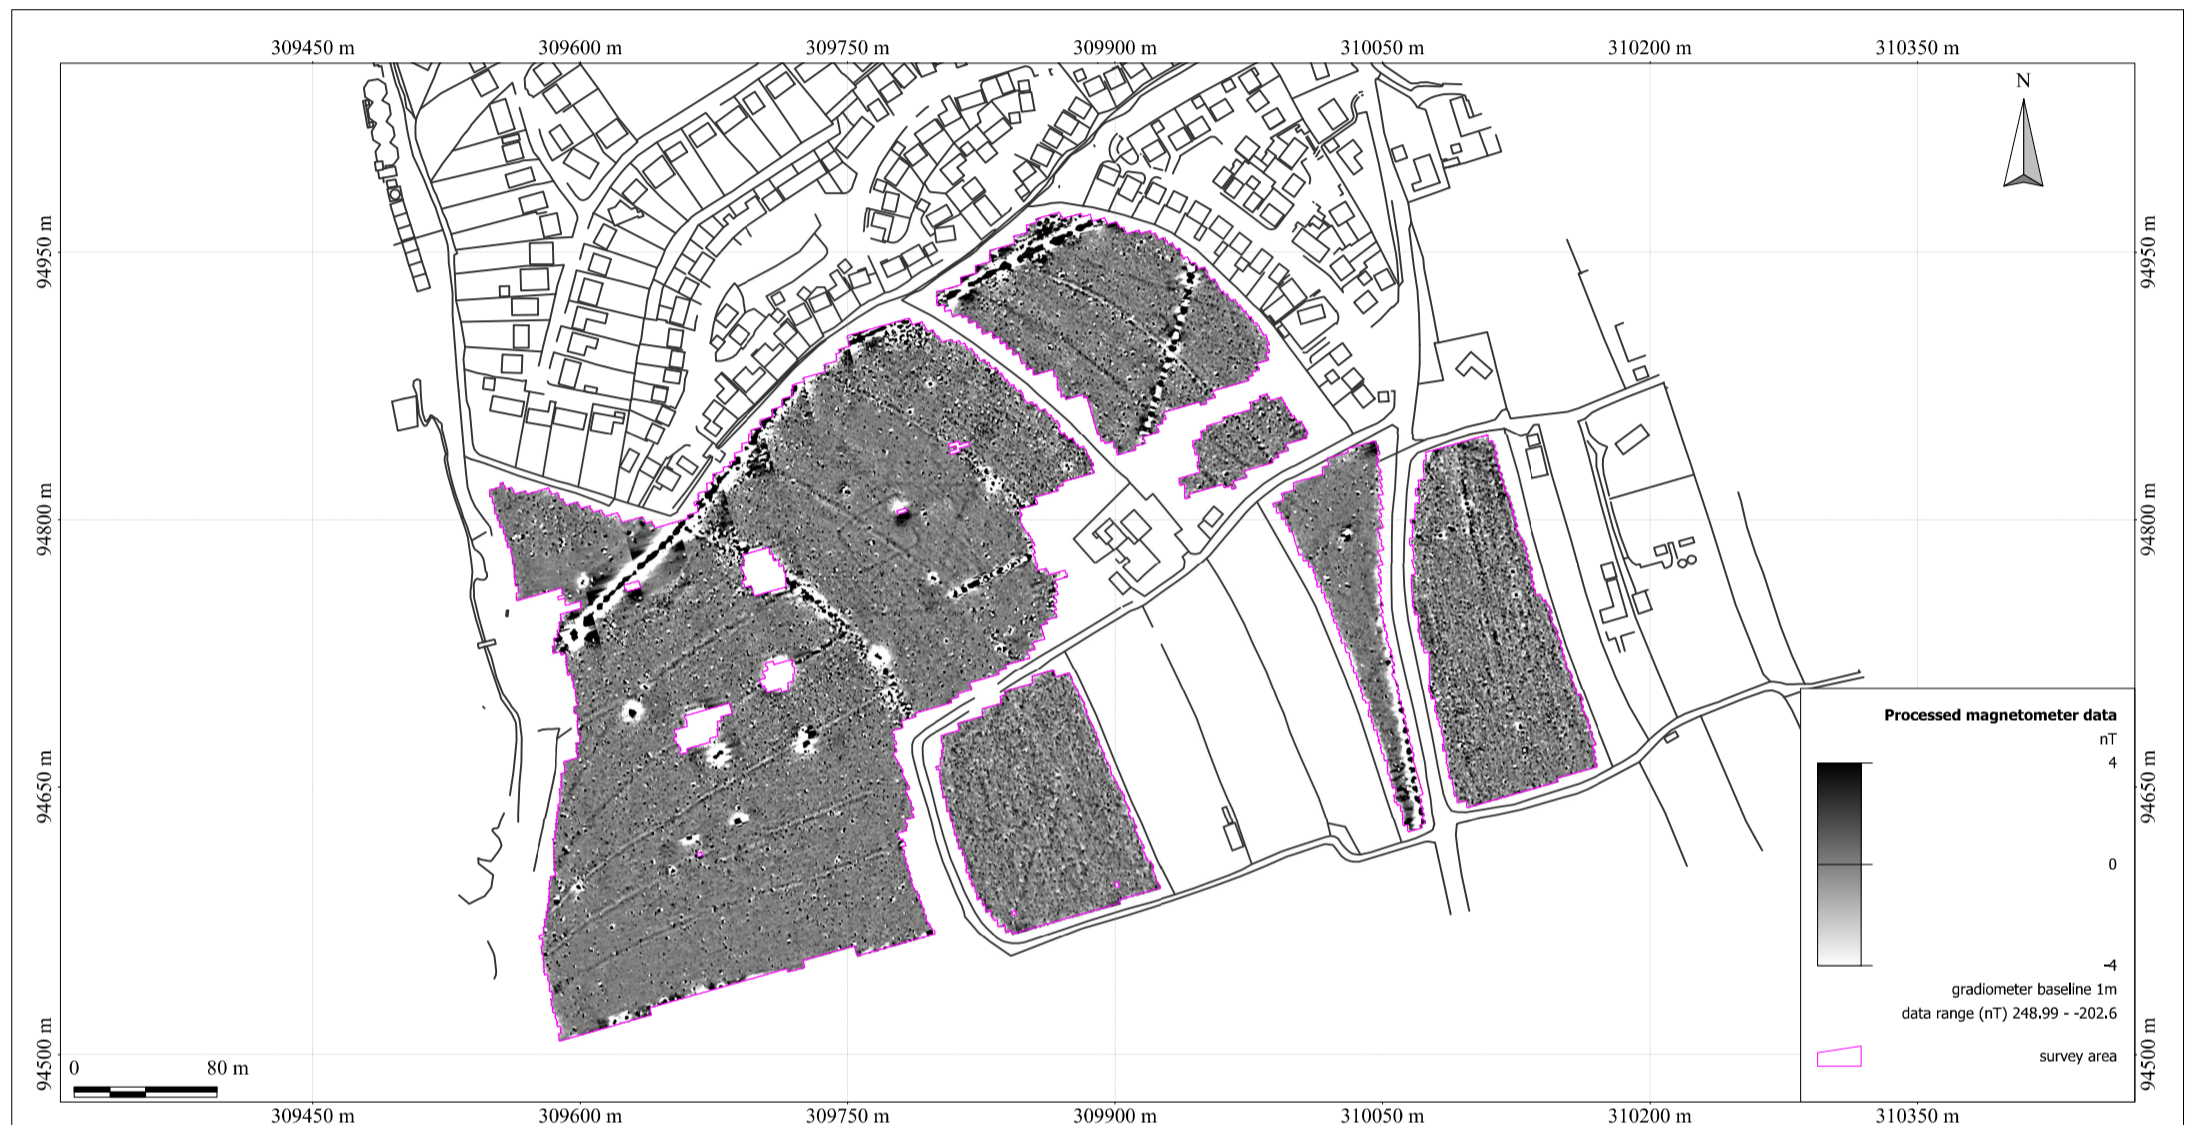 309450 m 309600 m 309750 m 309900 m 310050 m 310200 m 310350 m
N
94950 m 94950 m
94800 m 94800 m
Processed magnetometer data
nT
4
94650 m 94650 m
0
-4
gradiometer baseline 1m
data range (nT) 248.99 - -202.6
survey area
94500 m 94500 m
0 80 m
309450 m 309600 m 309750 m 309900 m 310050 m 310200 m 310350 m